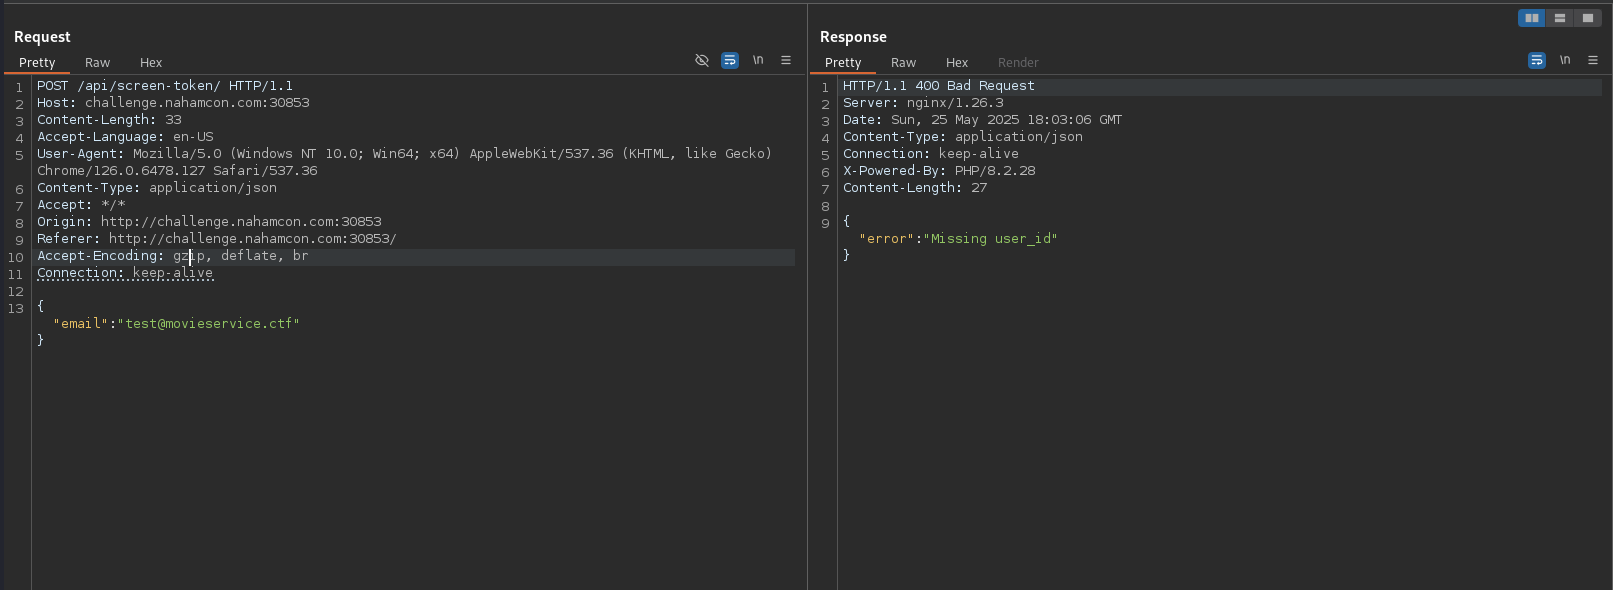 Request
Pretty Raw Hex \n
1 POST /api/screen-token/ HTTP/1.1
2 Host: challenge.nahamcon.com:30853
3 Content-Length: 33
4 Accept-Language: en-US
5 User-Agent: Mozilla/5.0 (Windows NT 10.0; Win64; x64) AppleWebKit/537.36 (KHTML, like Gecko)
Chrome/126.0.6478.127 Safari/537.36
6 Content-Type: application/json
7 Accept: */*
8 Origin: http://challenge.nahamcon.com:30853
9 Referer: http://challenge.nahamcon.com:30853/
10 Accept-Encoding: gzip, deflate, br
11 Connection: keep-alive
12
13 {
"email":"test@movieservice.ctf"
}
Response
Pretty Raw Hex Render \n
1 HTTP/1.1 400 Bad Request
2 Server: nginx/1.26.3
3 Date: Sun, 25 May 2025 18:03:06 GMT
4 Content-Type: application/json
5 Connection: keep-alive
6 X-Powered-By: PHP/8.2.28
7 Content-Length: 27
8
9 {
"error":"Missing user_id"
}